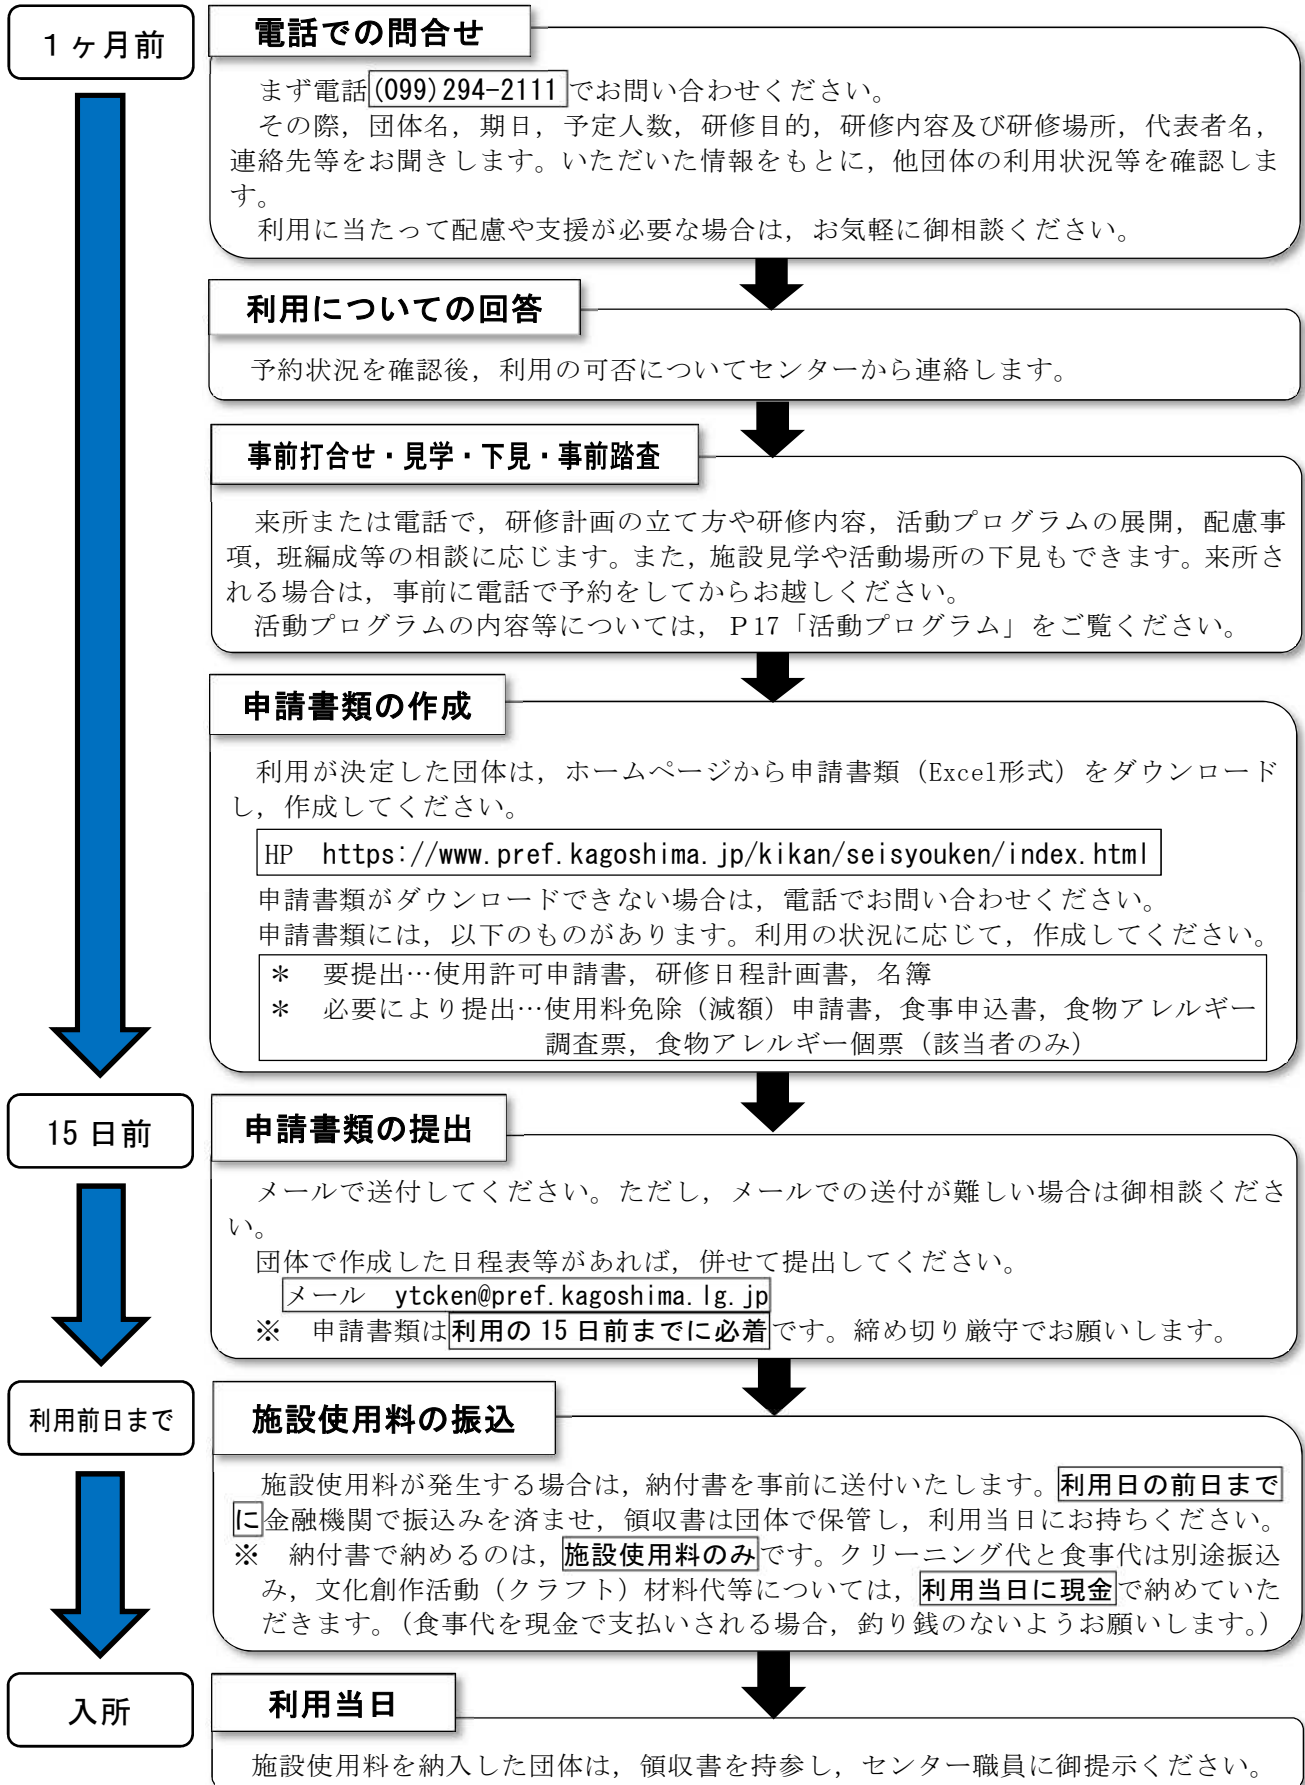 1ヶ月前
電話での問合せ
まず電話(099)294-2111でお問い合わせください。
その際，団体名，期日，予定人数，研修目的，研修内容及び研修場所，代表者名，
連絡先等をお聞きします。いただいた情報をもとに，他団体の利用状況等を確認しま
す。
利用に当たって配慮や支援が必要な場合は，お気軽に御相談ください。
利用についての回答
予約状況を確認後，利用の可否についてセンターから連絡します。
事前打合せ・見学・下見・事前踏査
来所または電話で，研修計画の立て方や研修内容，活動プログラムの展開，配慮事
項，班編成等の相談に応じます。また，施設見学や活動場所の下見もできます。来所さ
れる場合は，事前に電話で予約をしてからお越しください。
活動プログラムの内容等については，Ｐ17「活動プログラム」をご覧ください。
申請書類の作成
利用が決定した団体は，ホームページから申請書類（Excel形式）をダウンロード
し，作成してください。
HP　https://www.pref.kagoshima.jp/kikan/seisyouken/index.html
申請書類がダウンロードできない場合は，電話でお問い合わせください。
申請書類には，以下のものがあります。利用の状況に応じて，作成してください。
＊　要提出…使用許可申請書，研修日程計画書，名簿
＊　必要により提出…使用料免除（減額）申請書，食事申込書，食物アレルギー
調査票，食物アレルギー個票（該当者のみ）
15日前
申請書類の提出
メールで送付してください。ただし，メールでの送付が難しい場合は御相談くださ
い。
団体で作成した日程表等があれば，併せて提出してください。
メール　ytcken@pref.kagoshima.lg.jp
※　申請書類は利用の15日前までに必着です。締め切り厳守でお願いします。
利用前日まで
施設使用料の振込
施設使用料が発生する場合は，納付書を事前に送付いたします。利用日の前日まで
に金融機関で振込みを済ませ，領収書は団体で保管し，利用当日にお持ちください。
※　納付書で納めるのは，施設使用料のみです。クリーニング代と食事代は別途振込
み，文化創作活動（クラフト）材料代等については，利用当日に現金で納めていた
だきます。（食事代を現金で支払いされる場合，釣り銭のないようお願いします。）
入所
利用当日
施設使用料を納入した団体は，領収書を持参し，センター職員に御提示ください。